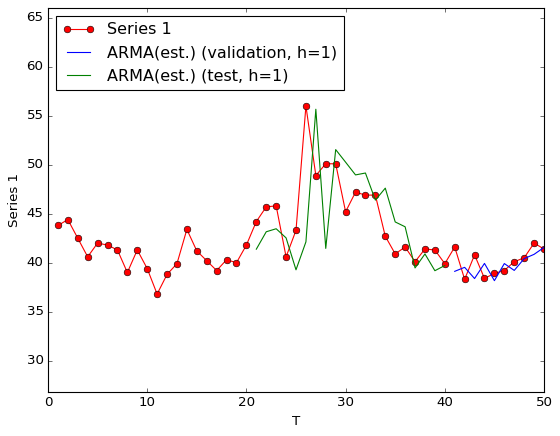 Series 1
ARMA(est.) (validation, h=1)
ARMA(est.) (test, h=1)
65
60
55
50
45
40
35
30
Series 1
0
10
20
30
40
50
T